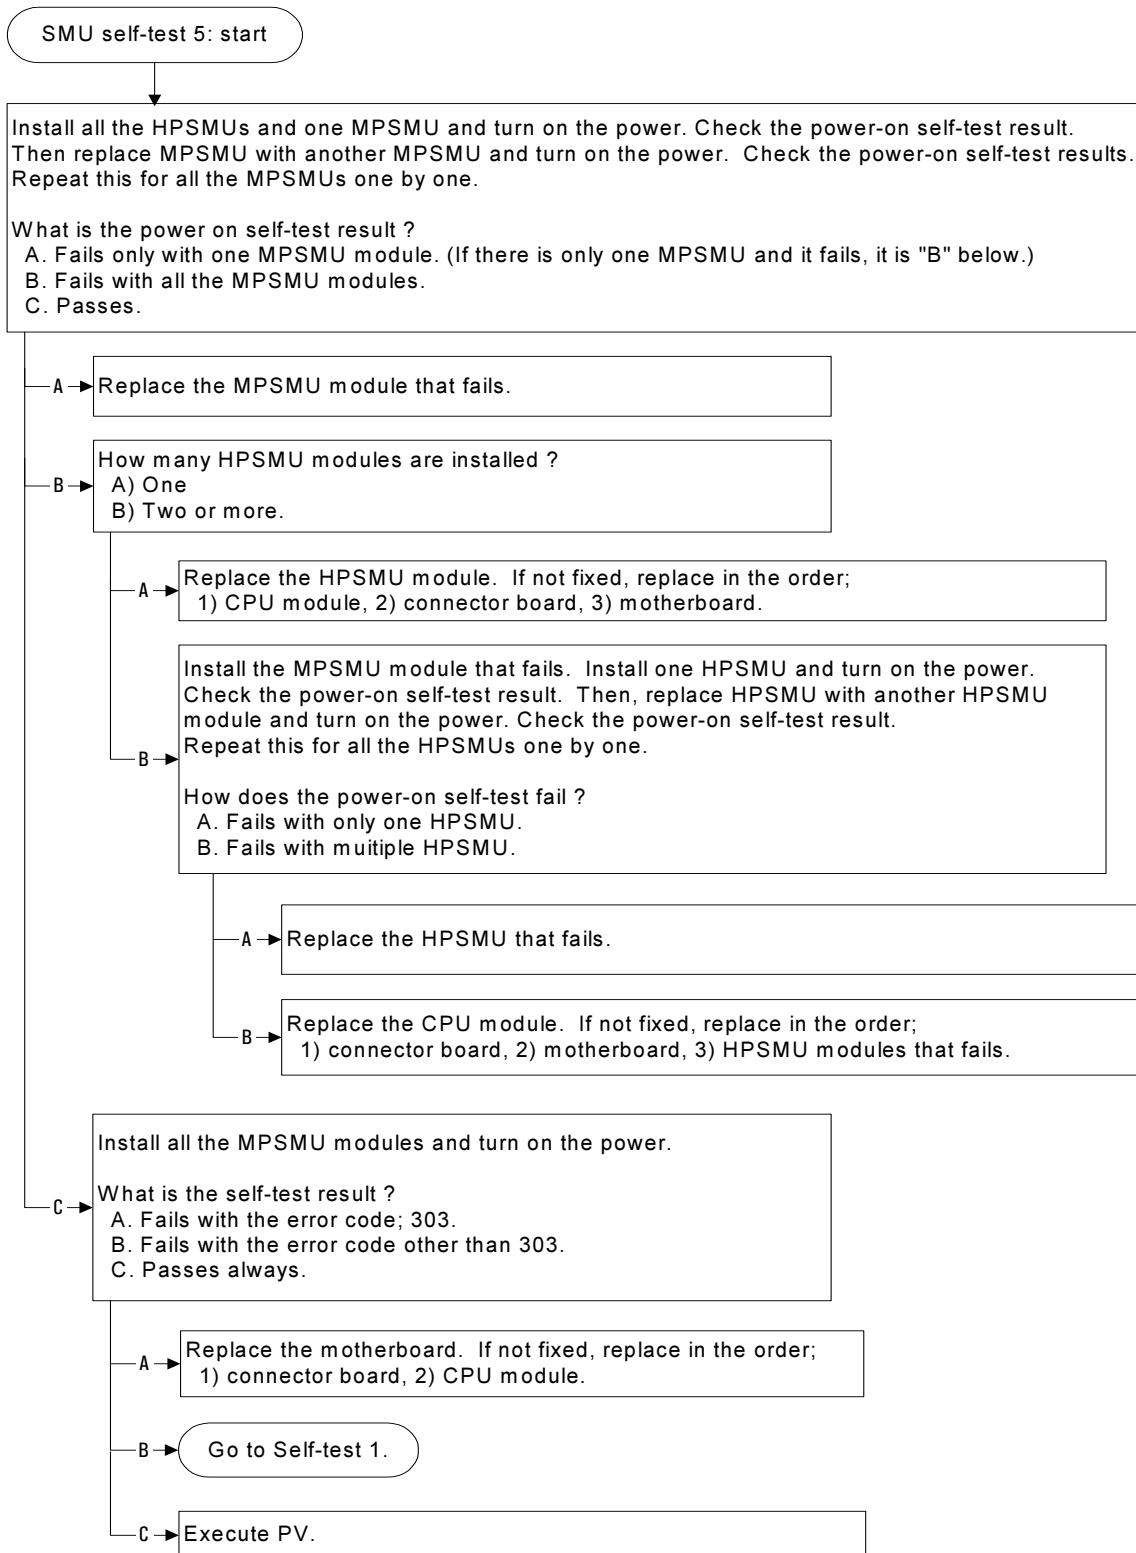 SMU self-test 5: start
Install all the HPSMUs and one MPSMU and turn on the power. Check the power-on self-test result.
Then replace MPSMU with another MPSMU and turn on the power. Check the power-on self-test results.
Repeat this for all the MPSMUs one by one.
What is the power on self-test result ?
A. Fails only with one MPSMU module. (If there is only one MPSMU and it fails, it is "B" below.)
B. Fails with all the MPSMU modules.
C. Passes.
A
Replace the MPSMU module that fails.
B
How many HPSMU modules are installed ?
A) One
B) Two or more.
A
Replace the HPSMU module. If not fixed, replace in the order;
1) CPU module, 2) connector board, 3) motherboard.
B
Install the MPSMU module that fails. Install one HPSMU and turn on the power.
Check the power-on self-test result. Then, replace HPSMU with another HPSMU
module and turn on the power. Check the power-on self-test result.
Repeat this for all the HPSMUs one by one.
How does the power-on self-test fail ?
A. Fails with only one HPSMU.
B. Fails with muitiple HPSMU.
A
Replace the HPSMU that fails.
B
Replace the CPU module. If not fixed, replace in the order;
1) connector board, 2) motherboard, 3) HPSMU modules that fails.
C
Install all the MPSMU modules and turn on the power.
What is the self-test result ?
A. Fails with the error code; 303.
B. Fails with the error code other than 303.
C. Passes always.
A
Replace the motherboard. If not fixed, replace in the order;
1) connector board, 2) CPU module.
B
Go to Self-test 1.
C
Execute PV.